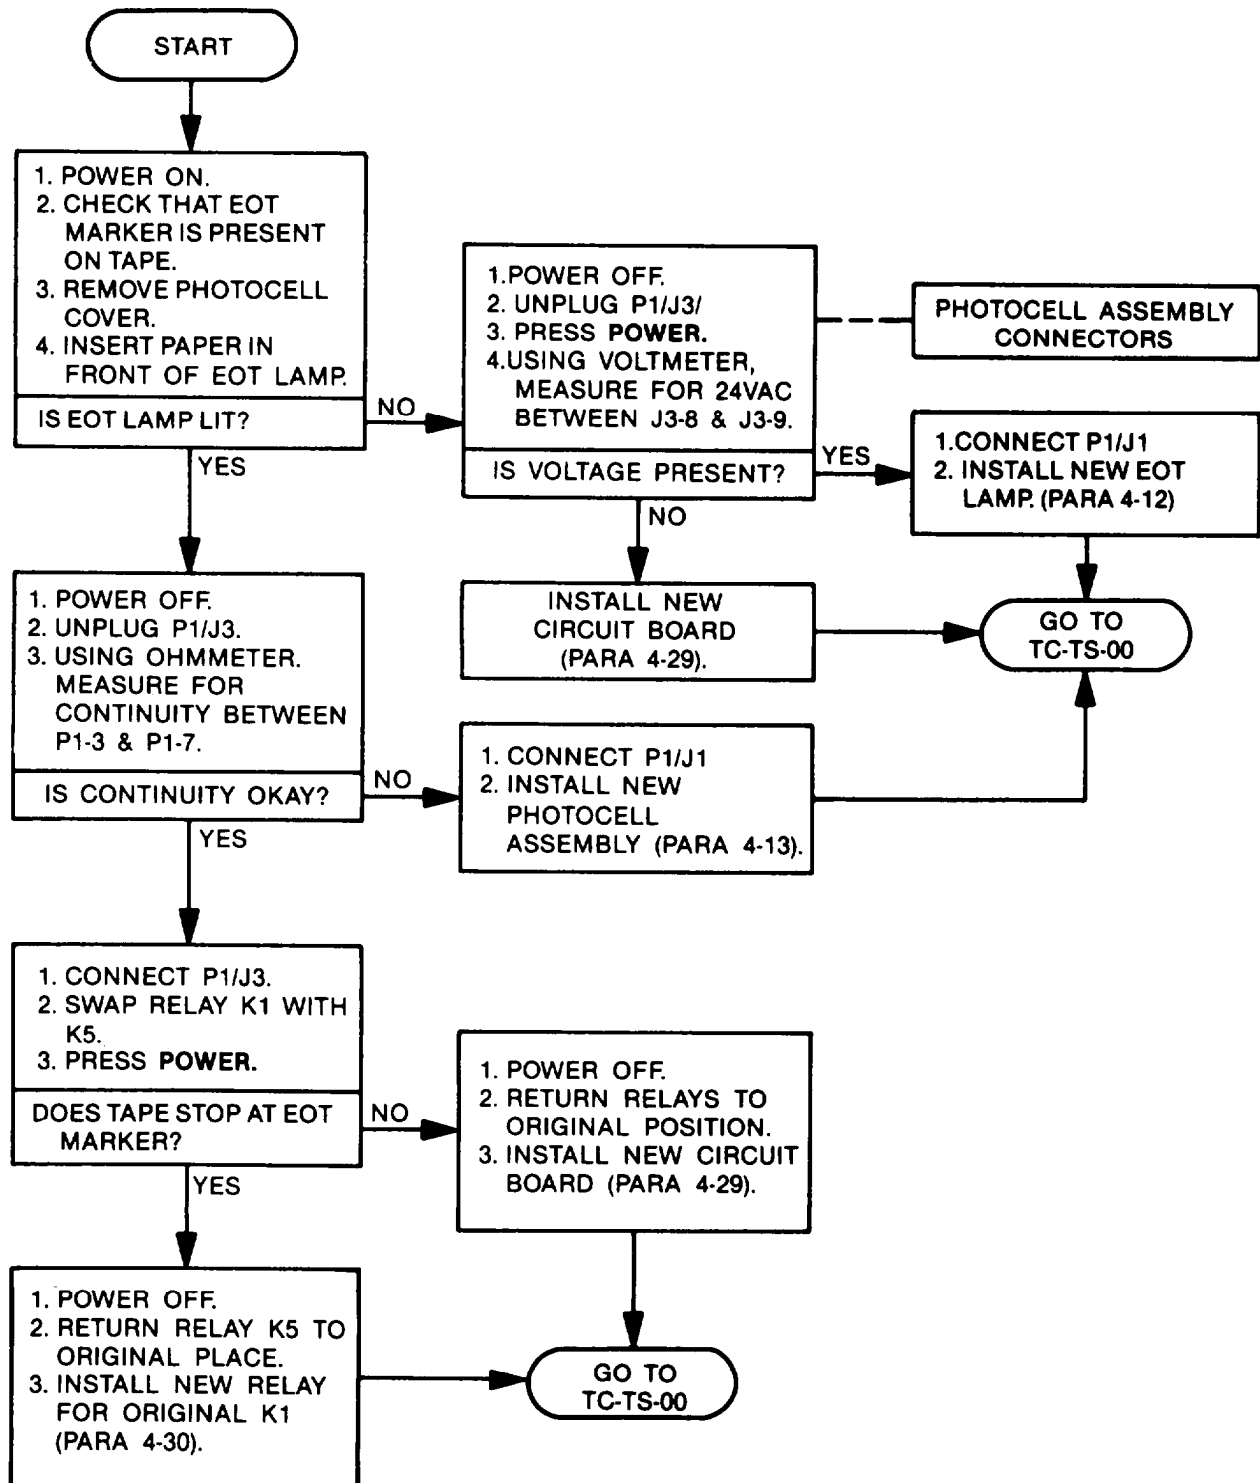 START
1. POWER ON.
2. CHECK THAT EOT
MARKER IS PRESENT
ON TAPE.
3. REMOVE PHOTOCELL
COVER.
4. INSERT PAPER IN
FRONT OF EOT LAMP.
IS EOT LAMP LIT?
NO
YES
1.POWER OFF.
2. UNPLUG P1/J3/
3. PRESS POWER.
4.USING VOLTMETER,
MEASURE FOR 24VAC
BETWEEN J3-8 & J3-9.
IS VOLTAGE PRESENT?
YES
NO
PHOTOCELL ASSEMBLY
CONNECTORS
1.CONNECT P1/J1
2. INSTALL NEW EOT
LAMP. (PARA 4-12)
INSTALL NEW
CIRCUIT BOARD
(PARA 4-29).
GO TO
TC-TS-00
1. POWER OFF.
2. UNPLUG P1/J3.
3. USING OHMMETER.
MEASURE FOR
CONTINUITY BETWEEN
P1-3 & P1-7.
IS CONTINUITY OKAY?
NO
YES
1. CONNECT P1/J1
2. INSTALL NEW
PHOTOCELL
ASSEMBLY (PARA 4-13).
1. CONNECT P1/J3.
2. SWAP RELAY K1 WITH
K5.
3. PRESS POWER.
DOES TAPE STOP AT EOT
MARKER?
NO
YES
1. POWER OFF.
2. RETURN RELAYS TO
ORIGINAL POSITION.
3. INSTALL NEW CIRCUIT
BOARD (PARA 4-29).
1. POWER OFF.
2. RETURN RELAY K5 TO
ORIGINAL PLACE.
3. INSTALL NEW RELAY
FOR ORIGINAL K1
(PARA 4-30).
GO TO
TC-TS-00